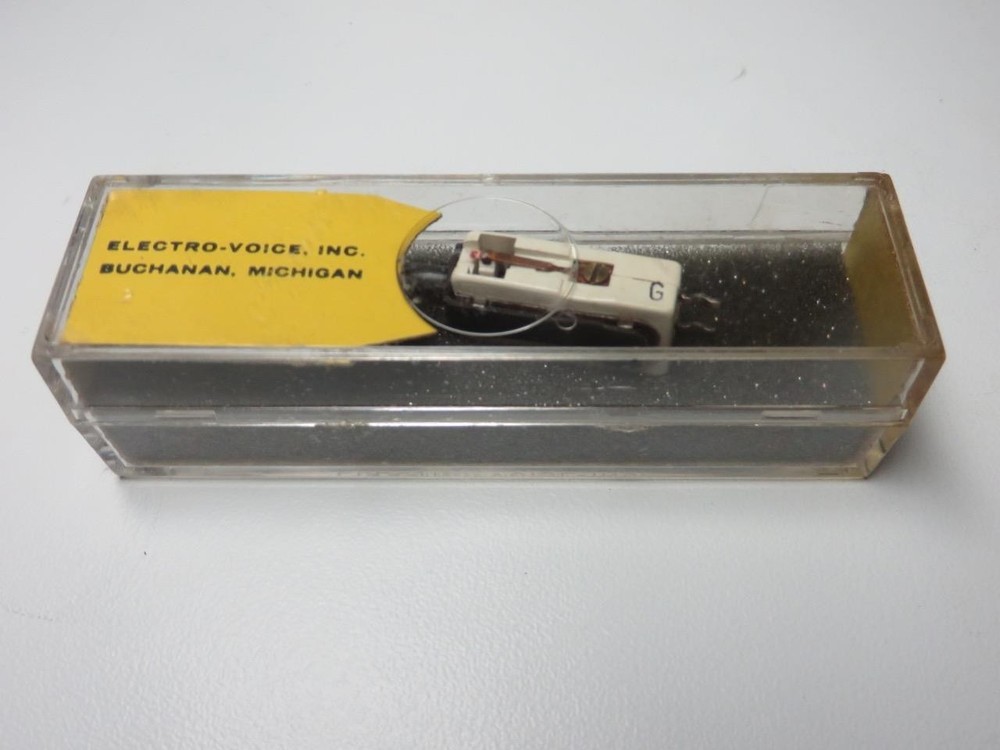 ELECTRO-VOICE, INC.
BUCHANAN, MICHIGAN
G